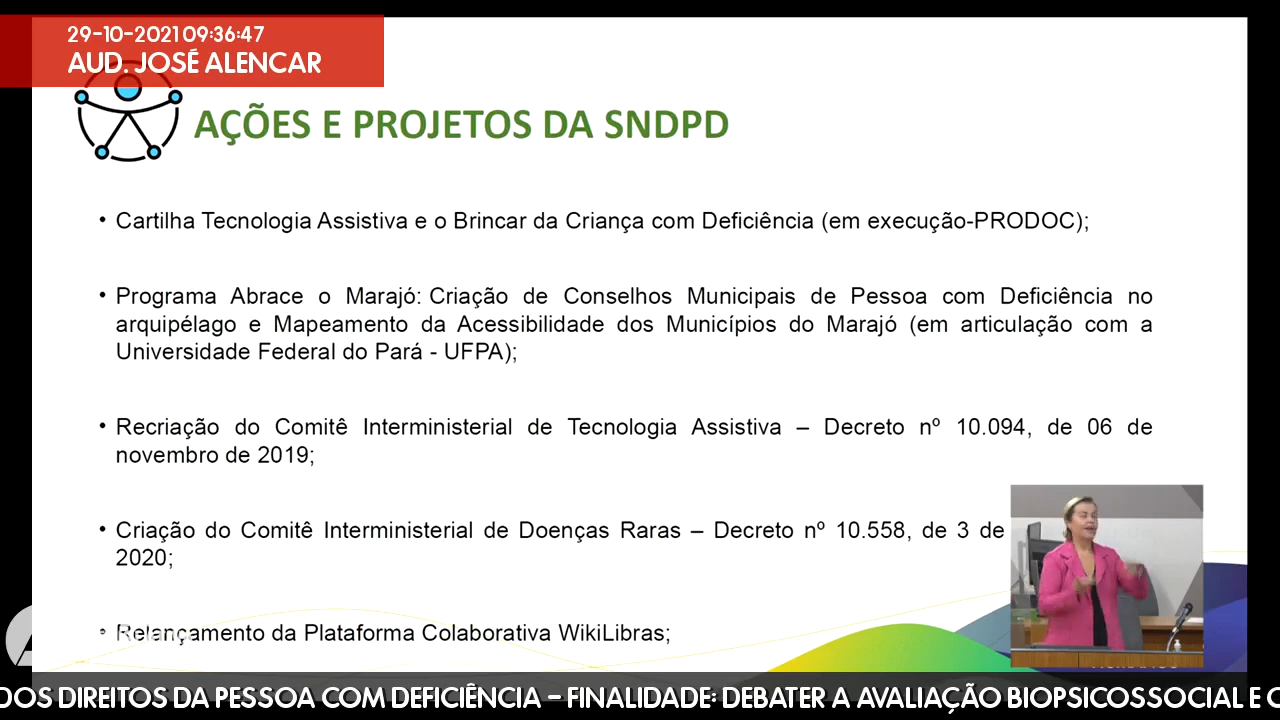 29-10-2021 09:36:47
AUD. JOSÉ ALENCAR
AÇÕES E PROJETOS DA SNDPD
• Cartilha Tecnologia Assistiva e o Brincar da Criança com Deficiência (em execução-PRODOC);
• Programa Abrace o Marajó: Criação de Conselhos Municipais de Pessoa com Deficiência no
arquipélago e Mapeamento da Acessibilidade dos Municípios do Marajó (em articulação com a
Universidade Federal do Pará - UFPA);
• Recriação do Comitê Interministerial de Tecnologia Assistiva – Decreto nº 10.094, de 06 de
novembro de 2019;
• Criação do Comitê Interministerial de Doenças Raras – Decreto nº 10.558, de 3 de
2020;
• Relançamento da Plataforma Colaborativa WikiLibras;
DOS DIREITOS DA PESSOA COM DEFICIÊNCIA - FINALIDADE: DEBATER A AVALIAÇÃO BIOPSICOSSOCIAL E